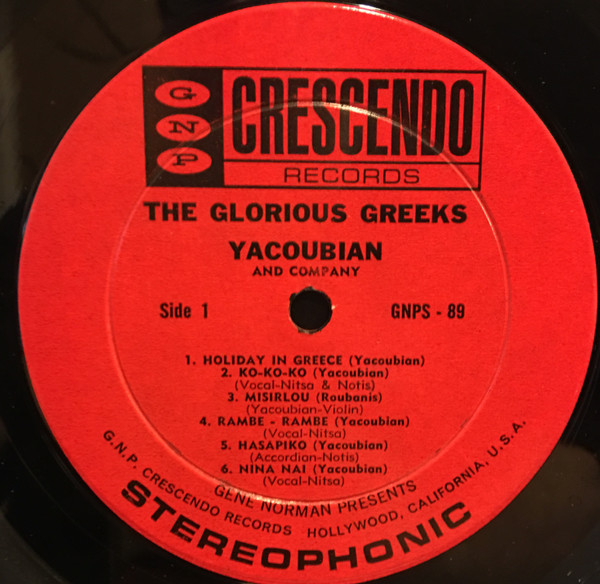 GNP
CRESCENDO
RECORDS
THE GLORIOUS GREEKS
YACOUBIAN
AND COMPANY
Side 1
GNPS - 89
1. HOLIDAY IN GREECE (Yacoubian)
2. KO-KO-KO (Yacoubian)
(Vocal-Nitsa & Notis)
3. MISIRLOU (Roubanis)
(Yacoubian-Violin)
4. RAMBE - RAMBE (Yacoubian)
(Vocal-Nitsa)
5. HASAPIKO (Yacoubian)
(Accordian-Notis)
6. NINA NAI (Yacoubian)
(Vocal-Nitsa)
GENE NORMAN PRESENTS
G.N.P. CRESCENDO RECORDS HOLLYWOOD, CALIFORNIA, U.S.A.
STEREOPHONIC